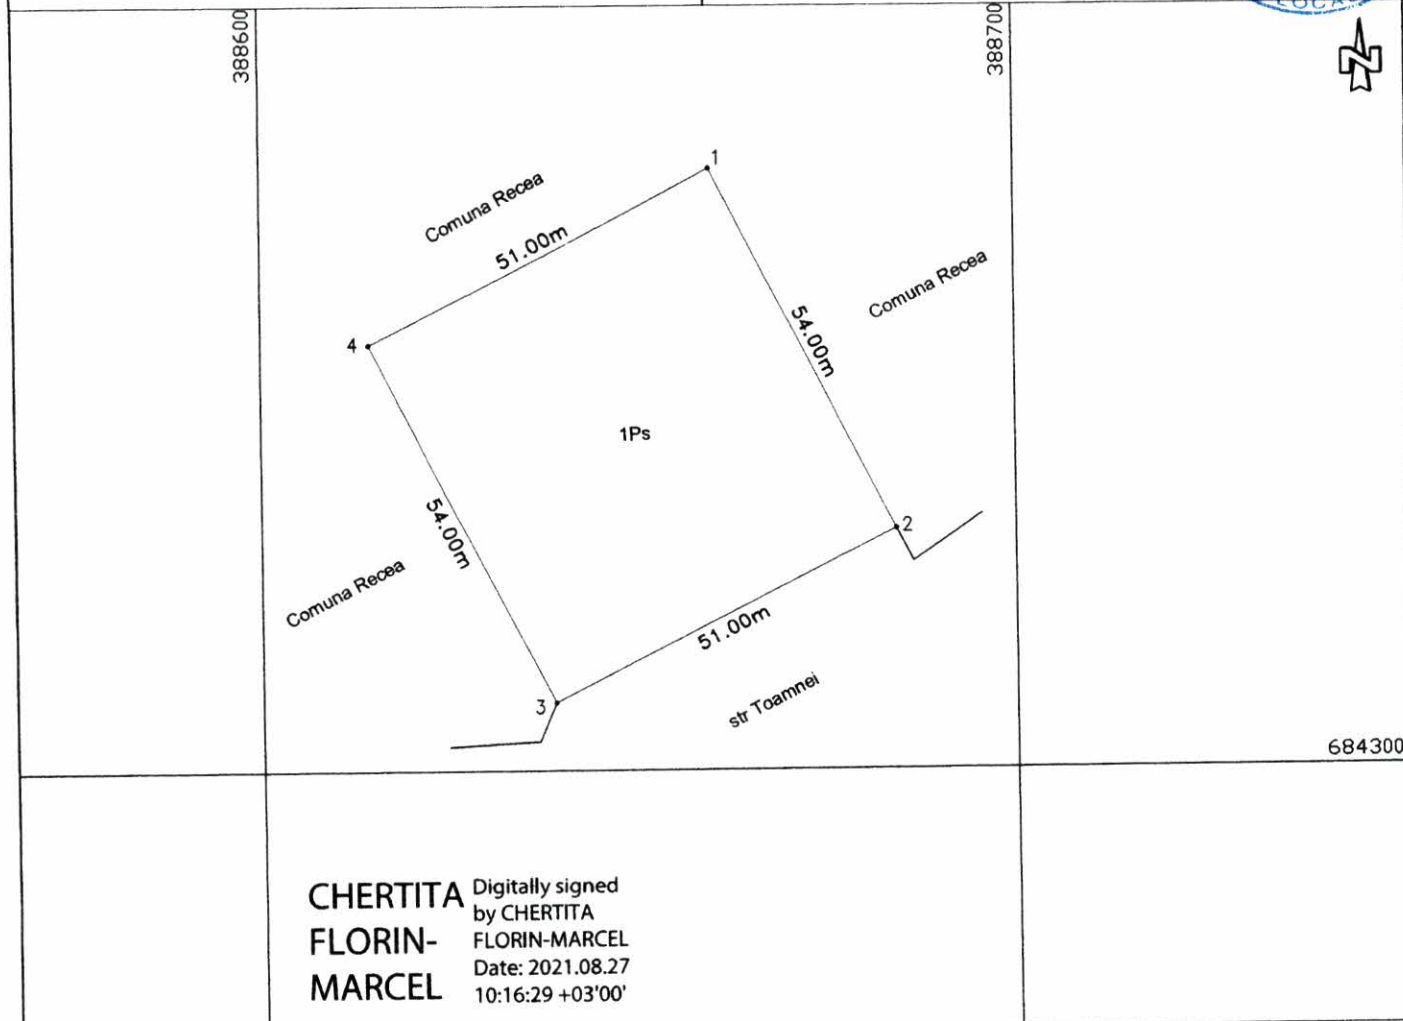 388600
388700
N
1
Comuna Recea
51.00m
Comuna Recea
54.00m
4
1Ps
54.00m
2
Comuna Recea
51.00m
str Toamnei
3
684300
CHERTITA
FLORIN-
MARCEL
Digitally signed
by CHERTITA
FLORIN-MARCEL
Date: 2021.08.27
10:16:29 +03'00'